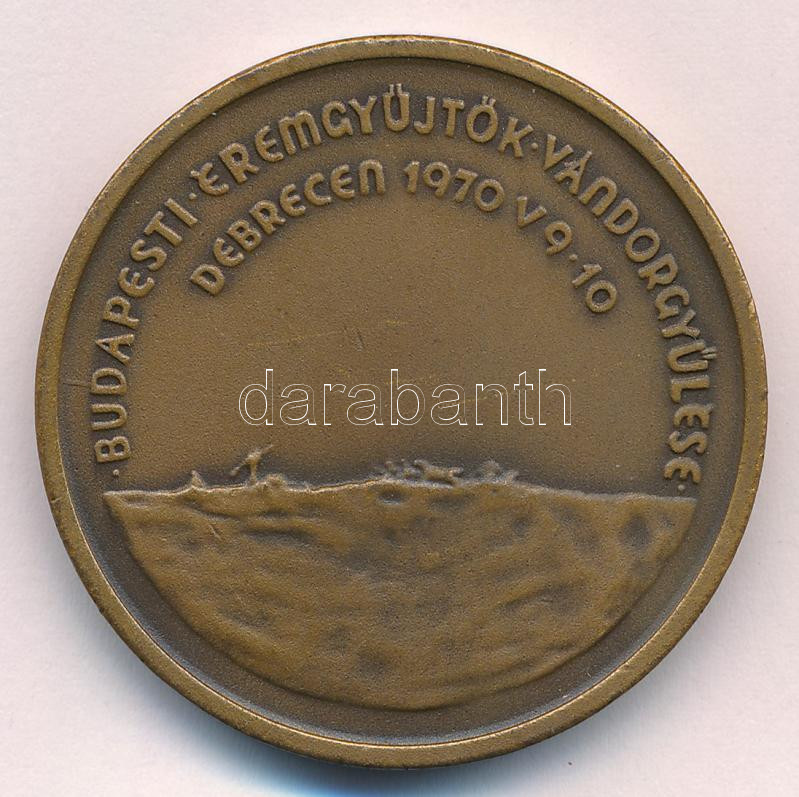 ·BUDAPESTI·ÉREMGYŰJTŐK·VÁNDORGYŰLÉSE·
DEBRECEN 1970 V 9·10
darabanth